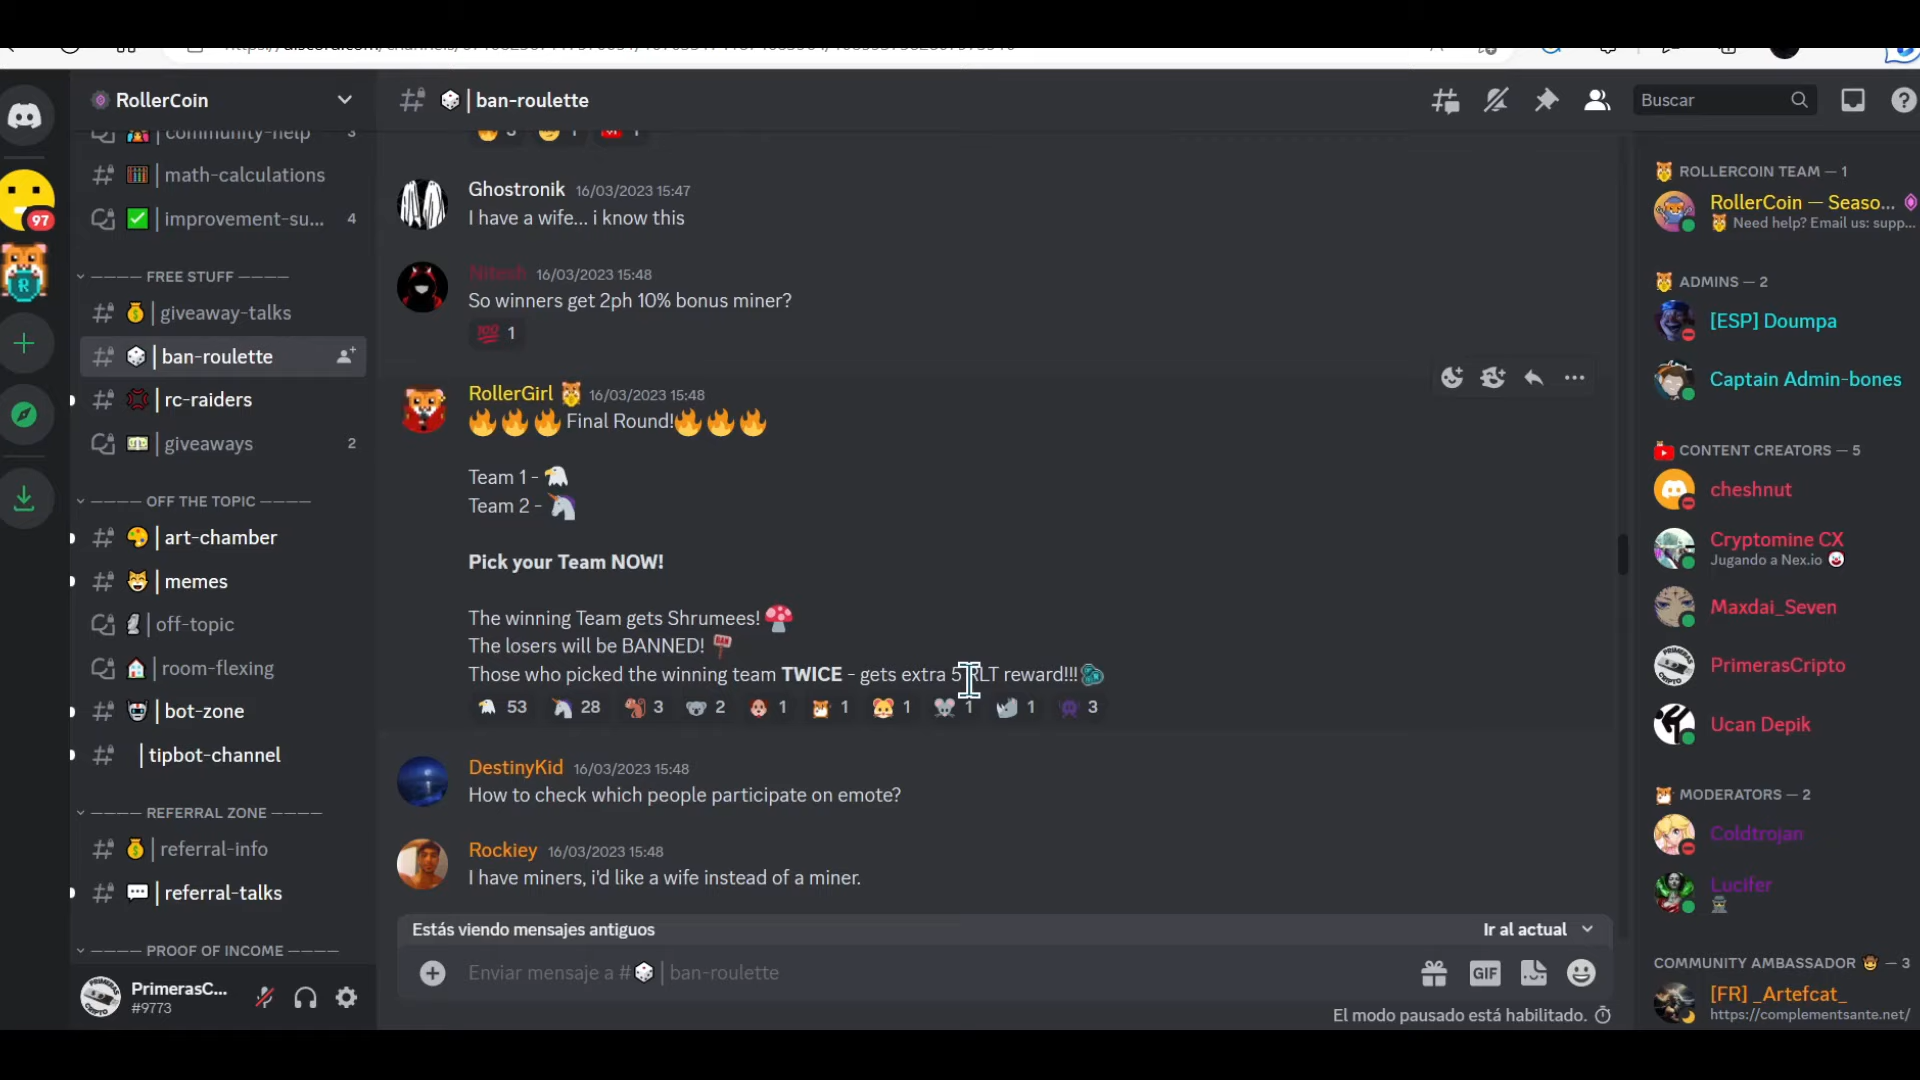 RollerCoin
community-help 3
math-calculations
improvement-su... 4
———— FREE STUFF ————
giveaway-talks
ban-roulette
rc-raiders
giveaways 2
———— OFF THE TOPIC ————
art-chamber
memes
off-topic
room-flexing
bot-zone
tipbot-channel
———— REFERRAL ZONE ————
referral-info
referral-talks
———— PROOF OF INCOME ————
PrimerasC...
#9773
97
# 🎲 | ban-roulette
Buscar
🔥 3 1 1
Ghostronik 16/03/2023 15:47
I have a wife... i know this
Nitesh 16/03/2023 15:48
So winners get 2ph 10% bonus miner?
💯 1
RollerGirl 🐹 16/03/2023 15:48
🔥🔥🔥 Final Round!🔥🔥🔥
Team 1 - 🦅
Team 2 - 🦄
Pick your Team NOW!
The winning Team gets Shrumees! 🍄
The losers will be BANNED!
Those who picked the winning team TWICE - gets extra 5 RLT reward!!!
53 28 3 2 1 1 1 1 1 3
DestinyKid 16/03/2023 15:48
How to check which people participate on emote?
Rockiey 16/03/2023 15:48
I have miners, i'd like a wife instead of a miner.
Estás viendo mensajes antiguos
Ir al actual
Enviar mensaje a # 🎲 | ban-roulette
GIF
El modo pausado está habilitado.
ROLLERCOIN TEAM — 1
RollerCoin — Seaso...
Need help? Email us: supp...
ADMINS — 2
[ESP] Doumpa
Captain Admin-bones
CONTENT CREATORS — 5
cheshnut
Cryptomine CX
Jugando a Nex.io 🤡
Maxdai_Seven
PrimerasCripto
Ucan Depik
MODERATORS — 2
Coldtrojan
Lucifer
COMMUNITY AMBASSADOR 🤠 — 3
[FR] _Artefcat_
https://complementsante.net/